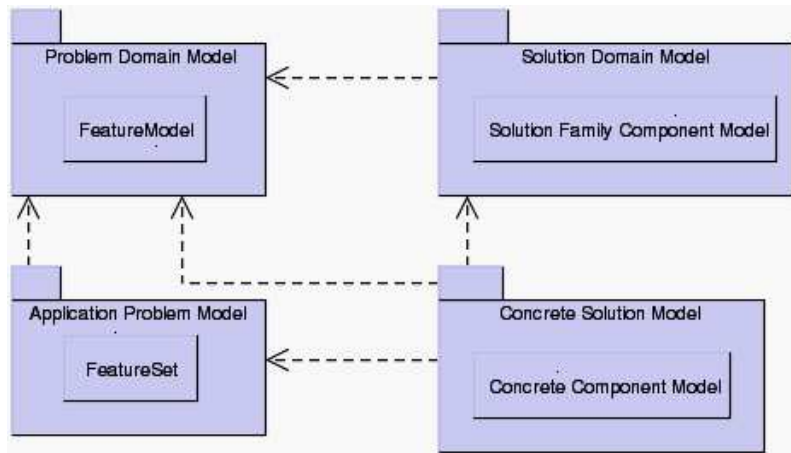 Problem Domain Model
FeatureModel
Solution Domain Model
Solution Family Component Model
Application Problem Model
FeatureSet
Concrete Solution Model
Concrete Component Model